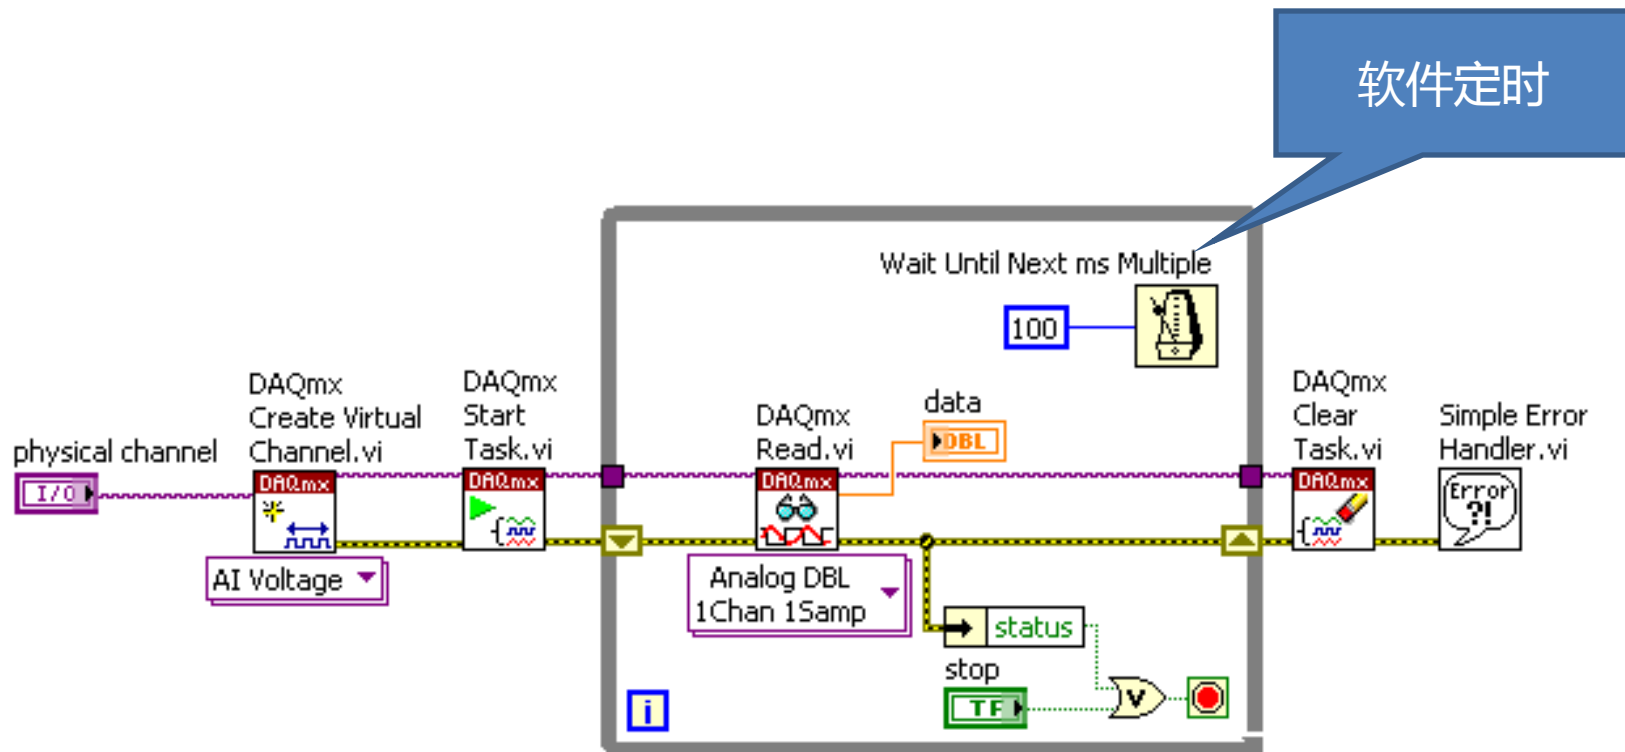 软件定时
Wait Until Next ms Multiple
100
DAQmx
Create Virtual
Channel.vi
DAQmx
Start
Task.vi
DAQmx
Read.vi
data
DBL
DAQmx
Clear
Task.vi
Simple Error
Handler.vi
physical channel
I/O
DAQmx
DAQmx
DAQmx
DAQmx
Error
?!
AI Voltage
Analog DBL
1Chan 1Samp
status
stop
TF
V
i